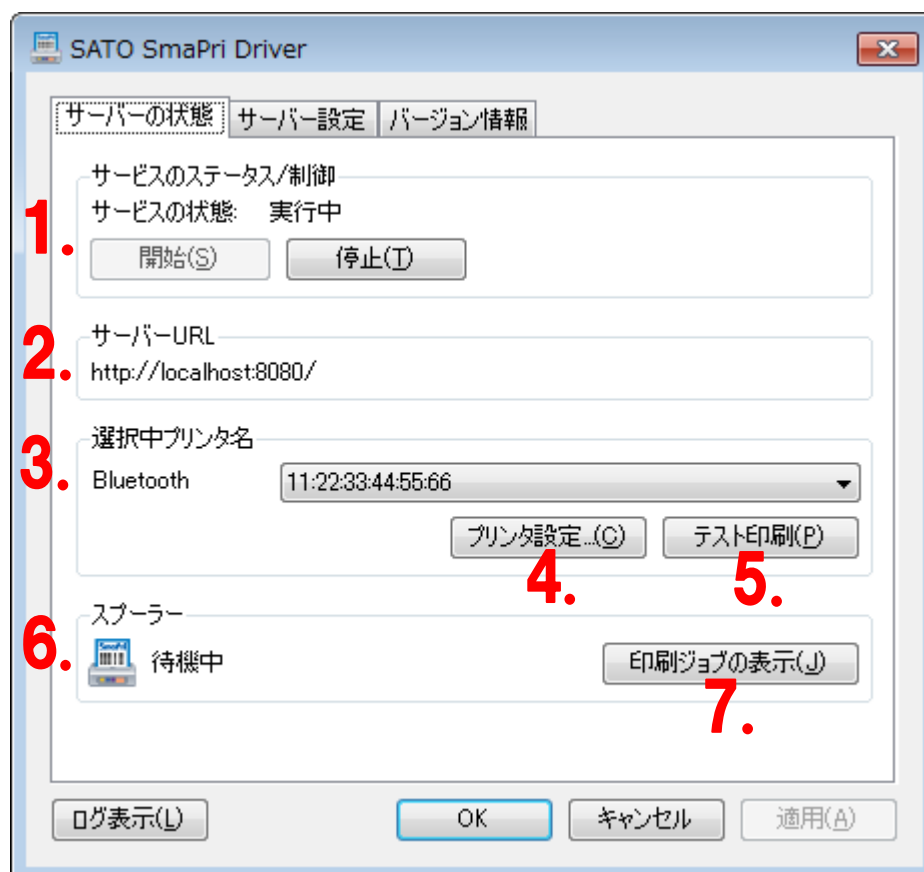 SATO SmaPri Driver
サーバーの状態 サーバー設定 バージョン情報
サービスのステータス/制御
サービスの状態: 実行中
1.
開始(S) 停止(T)
サーバーURL
2.
http://localhost:8080/
選択中プリンタ名
3.
Bluetooth 11:22:33:44:55:66
プリンタ設定...(C) テスト印刷(P)
4. 5.
スプーラー
6.
待機中 印刷ジョブの表示(J)
7.
ログ表示(L) OK キャンセル 適用(A)